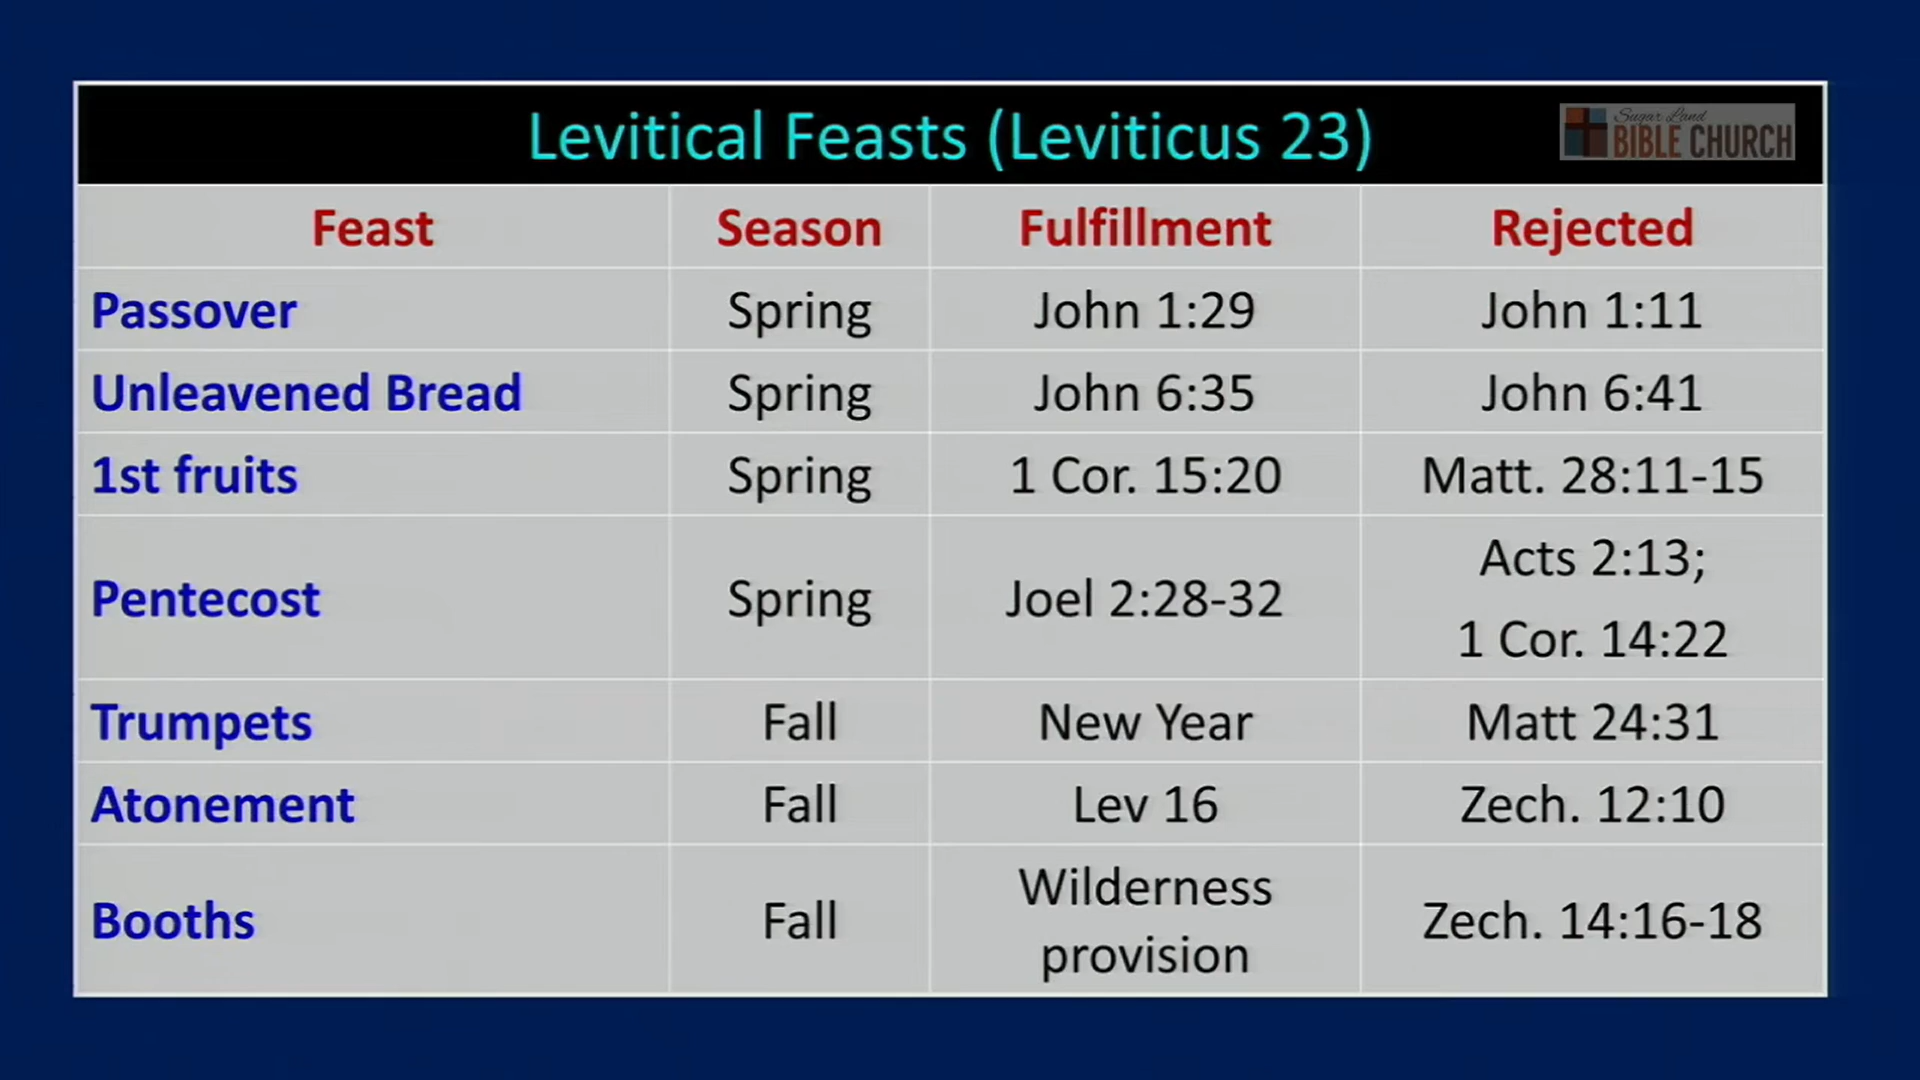 Levitical Feasts (Leviticus 23)
Sugar Land
BIBLE CHURCH
Feast Season Fulfillment Rejected
Passover Spring John 1:29 John 1:11
Unleavened Bread Spring John 6:35 John 6:41
1st fruits Spring 1 Cor. 15:20 Matt. 28:11-15
Pentecost Spring Joel 2:28-32 Acts 2:13;
1 Cor. 14:22
Trumpets Fall New Year Matt 24:31
Atonement Fall Lev 16 Zech. 12:10
Booths Fall Wilderness
provision Zech. 14:16-18